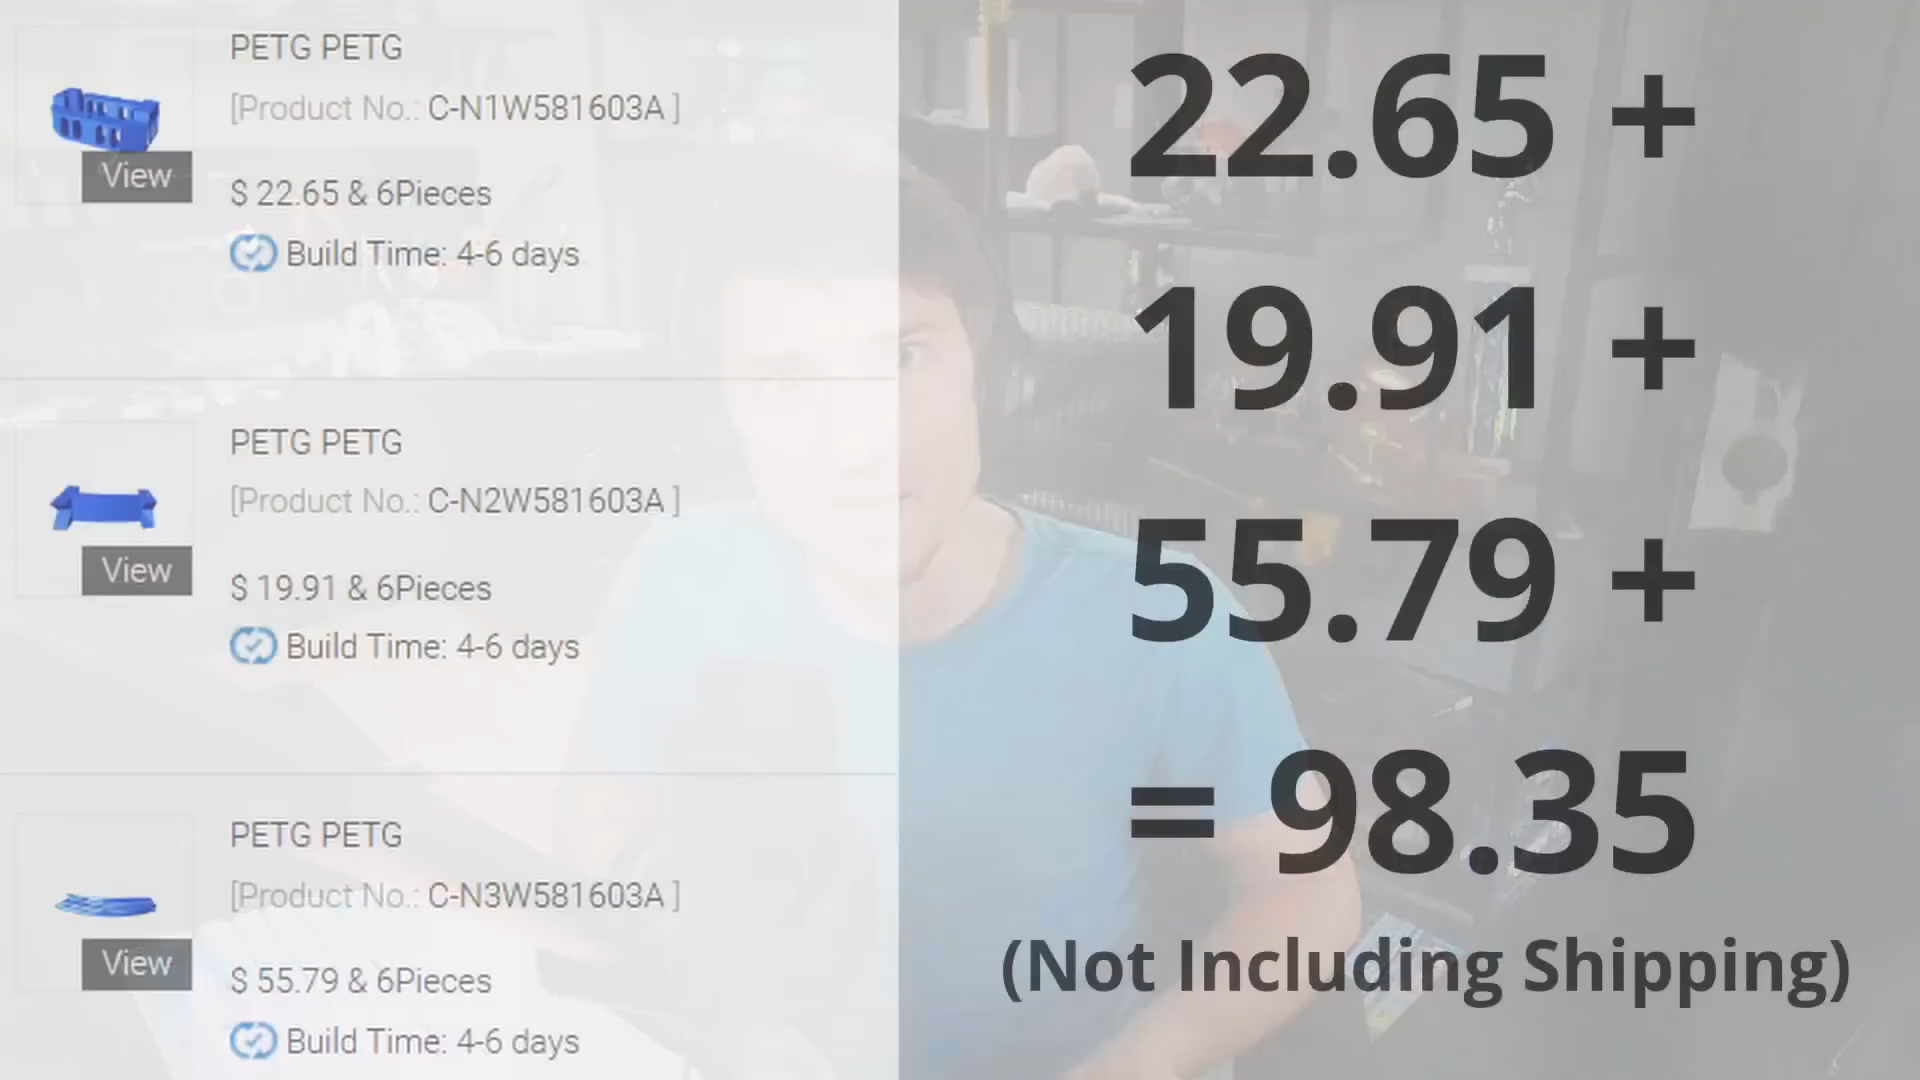 PETG PETG
[Product No.: C-N1W581603A ]
View
$ 22.65 & 6Pieces
Build Time: 4-6 days
PETG PETG
[Product No.: C-N2W581603A ]
View
$ 19.91 & 6Pieces
Build Time: 4-6 days
PETG PETG
[Product No.: C-N3W581603A ]
View
$ 55.79 & 6Pieces
Build Time: 4-6 days
22.65 +
19.91 +
55.79 +
= 98.35
(Not Including Shipping)